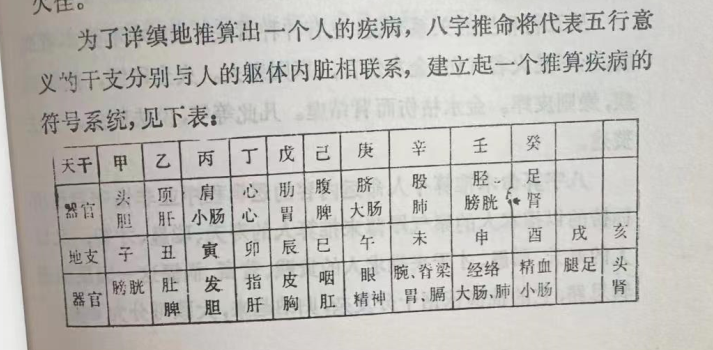 为了详缜地推算出一个人的疾病，八字推命将代表五行意
义的干支分别与人的躯体内脏相联系，建立起一个推算疾病的
符号系统，见下表：
天干 甲 乙 丙 丁 戊 己 庚 辛 壬 癸
器官 头 顶 肩 心 肋 腹 脐 股 胫 足
胆 肝 小肠 心 胃 脾 大肠 肺 膀胱 肾
地支 子 丑 寅 卯 辰 巳 午 未 申 酉 戌 亥
器官 膀胱 肚 发 指 皮 咽 眼 腕、脊梁 经络 精血 腿足 头
脾 胆 肝 胸 肛 精神 胃、膈 大肠、肺 小肠 肾